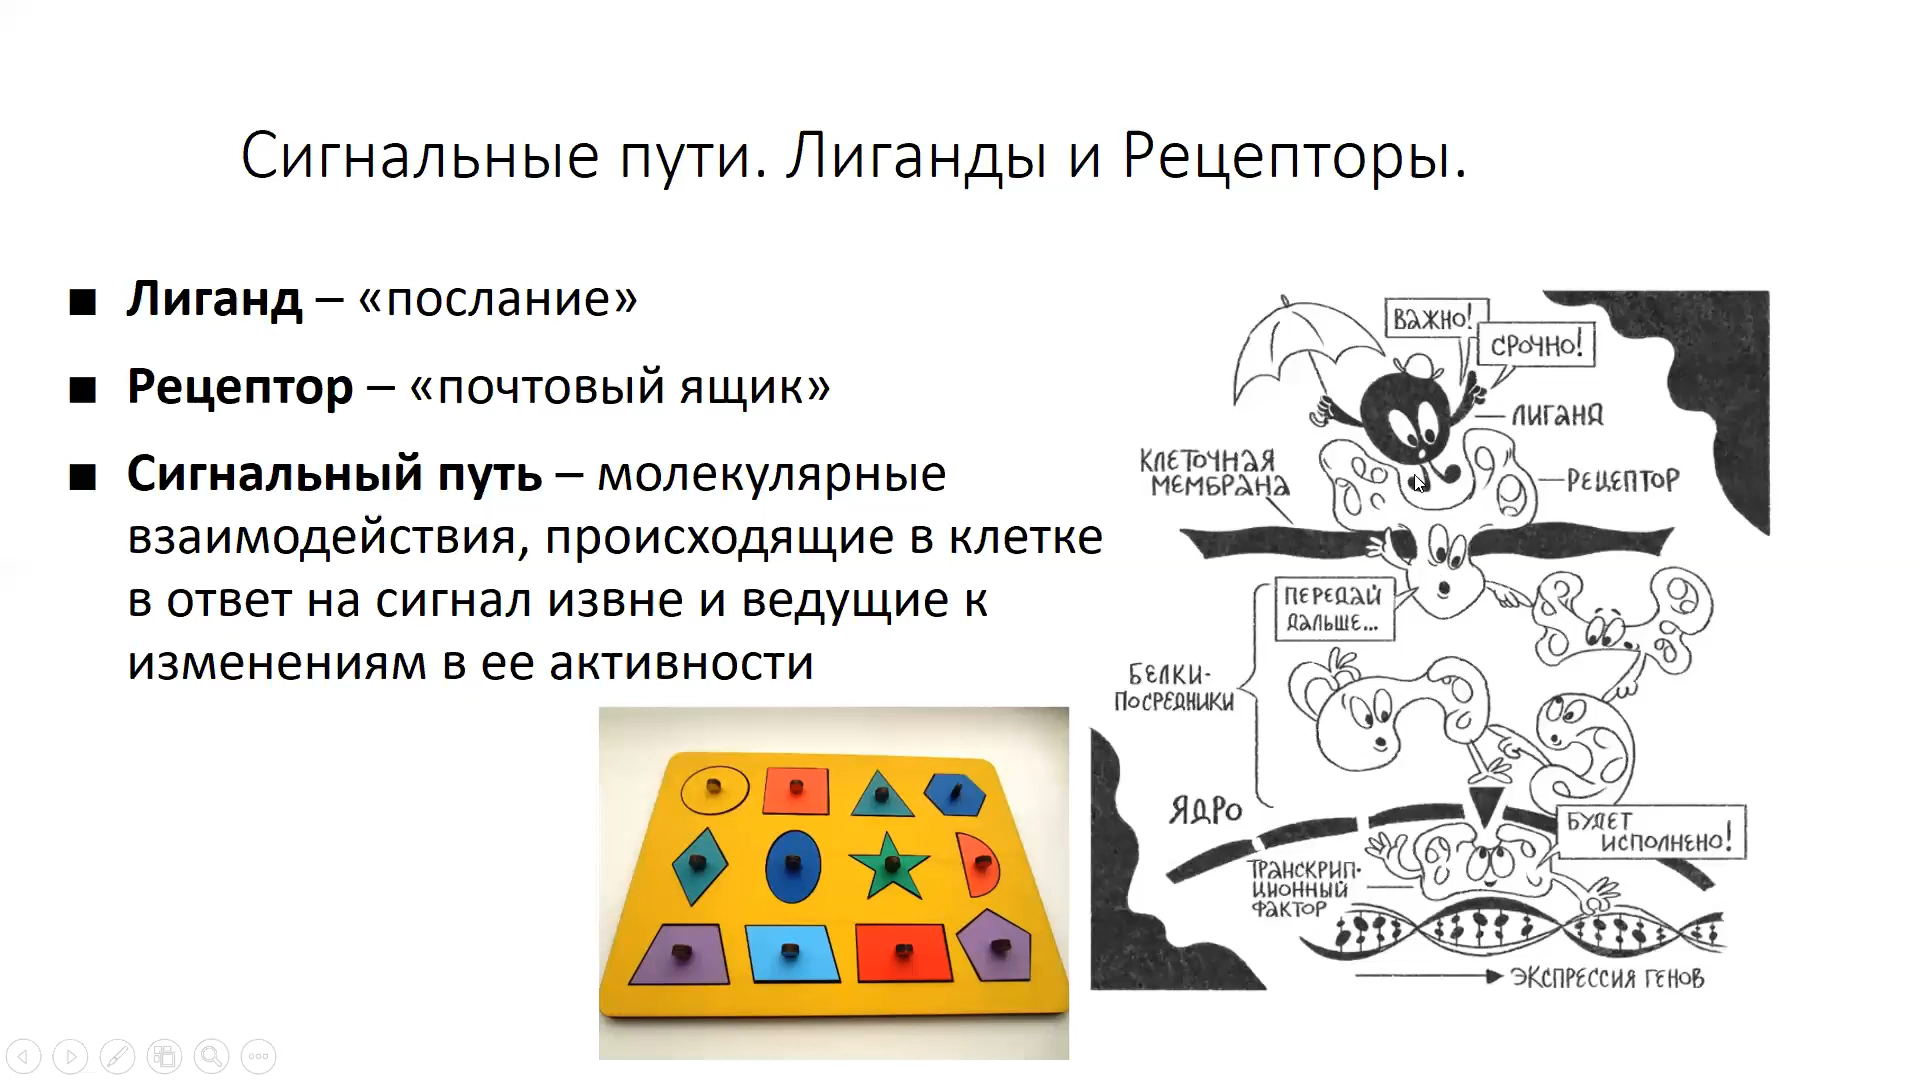 Сигнальные пути. Лиганды и Рецепторы.
▪ Лиганд – «послание»
▪ Рецептор – «почтовый ящик»
▪ Сигнальный путь – молекулярные
взаимодействия, происходящие в клетке
в ответ на сигнал извне и ведущие к
изменениям в ее активности
ВАЖНО!
СРОЧНО!
ЛИГАНД
КЛЕТОЧНАЯ
МЕМБРАНА
РЕЦЕПТОР
ПЕРЕДАЙ
ДАЛЬШЕ...
БЕЛКИ-
ПОСРЕДНИКИ
ЯДРО
БУДЕТ
ИСПОЛНЕНО!
ТРАНСКРИП-
ЦИОННЫЙ
ФАКТОР
ЭКСПРЕССИЯ ГЕНОВ